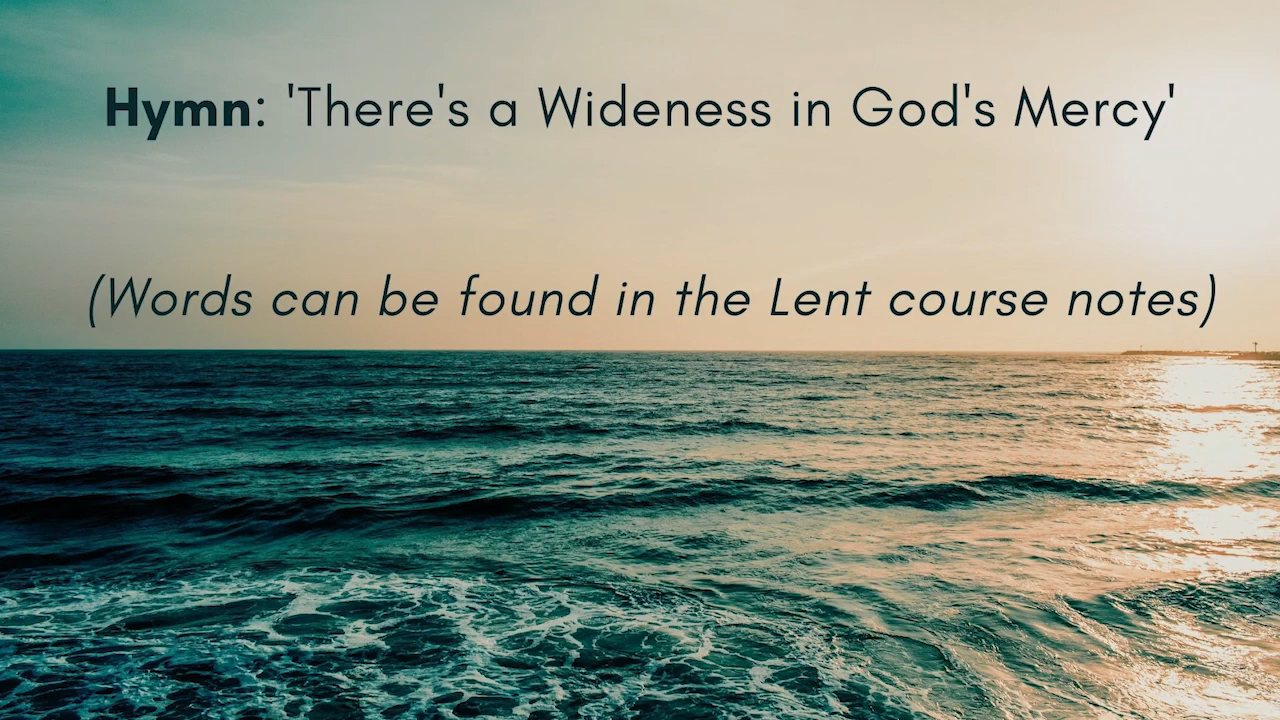 Hymn: 'There's a Wideness in God's Mercy'
(Words can be found in the Lent course notes)